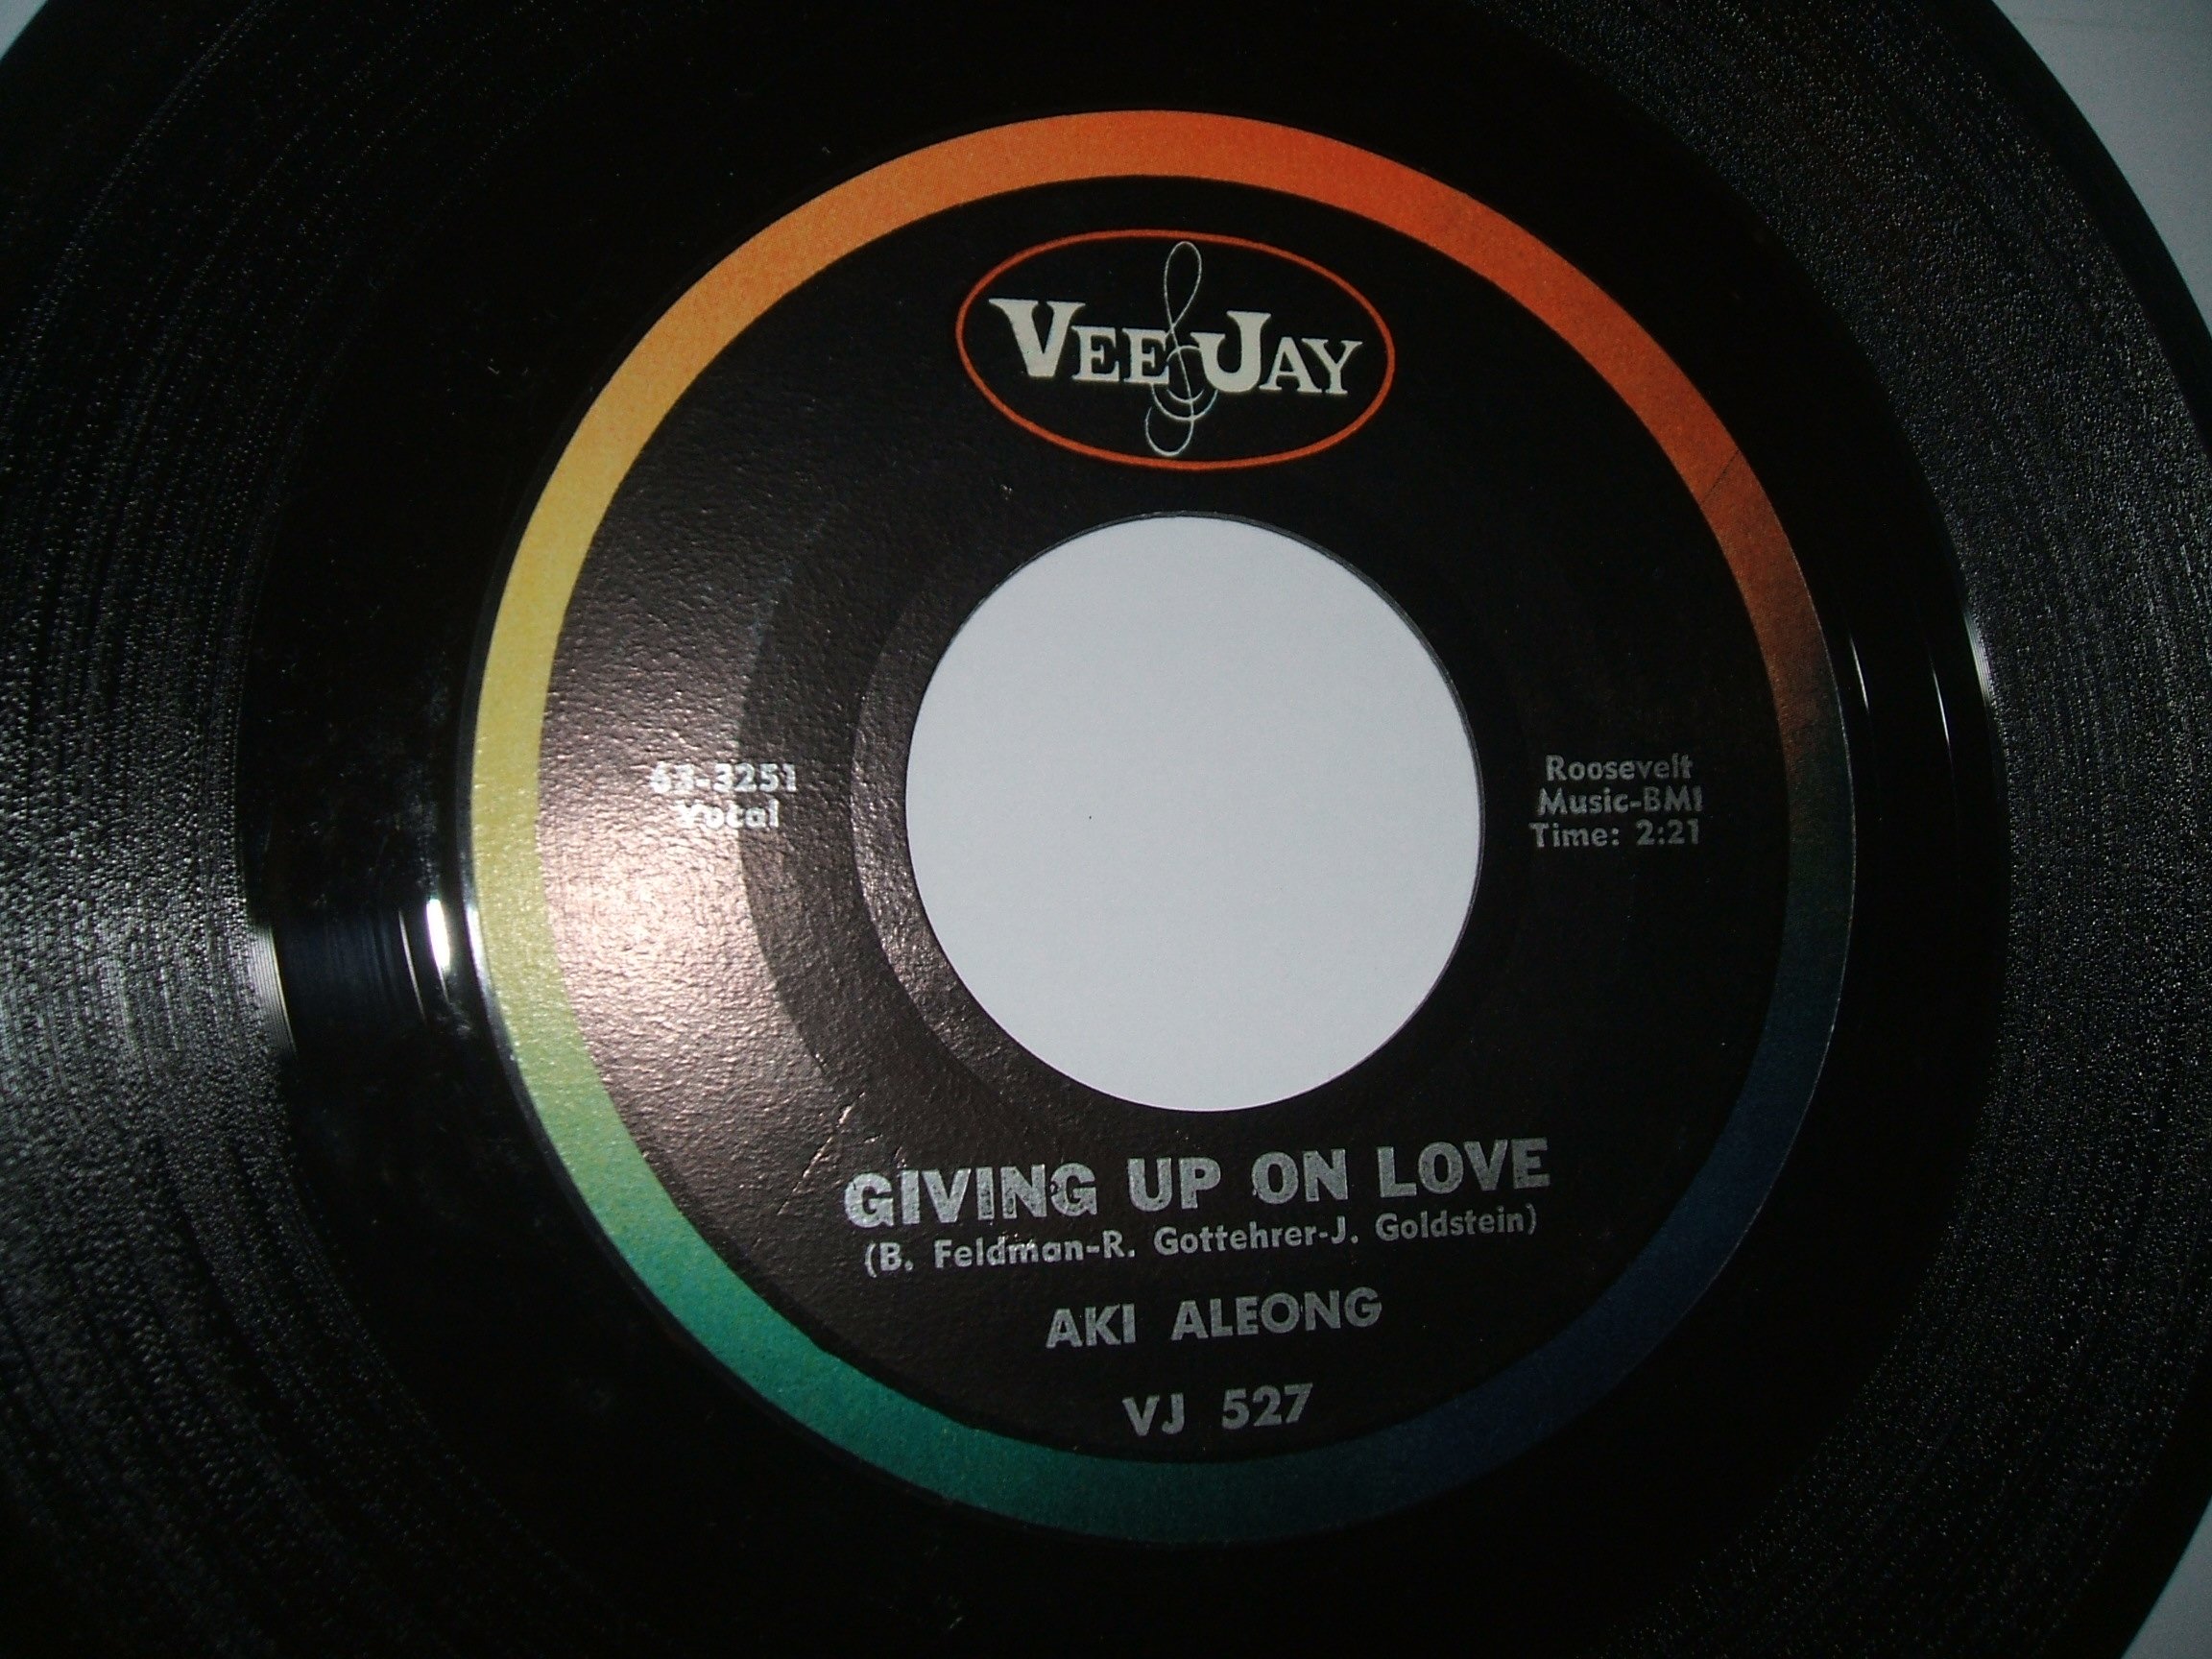 VEE JAY
63-3251
Vocal
Roosevelt
Music-BMI
Time: 2:21
GIVING UP ON LOVE
(B. Feldman-R. Gottehrer-J. Goldstein)
AKI ALEONG
VJ 527